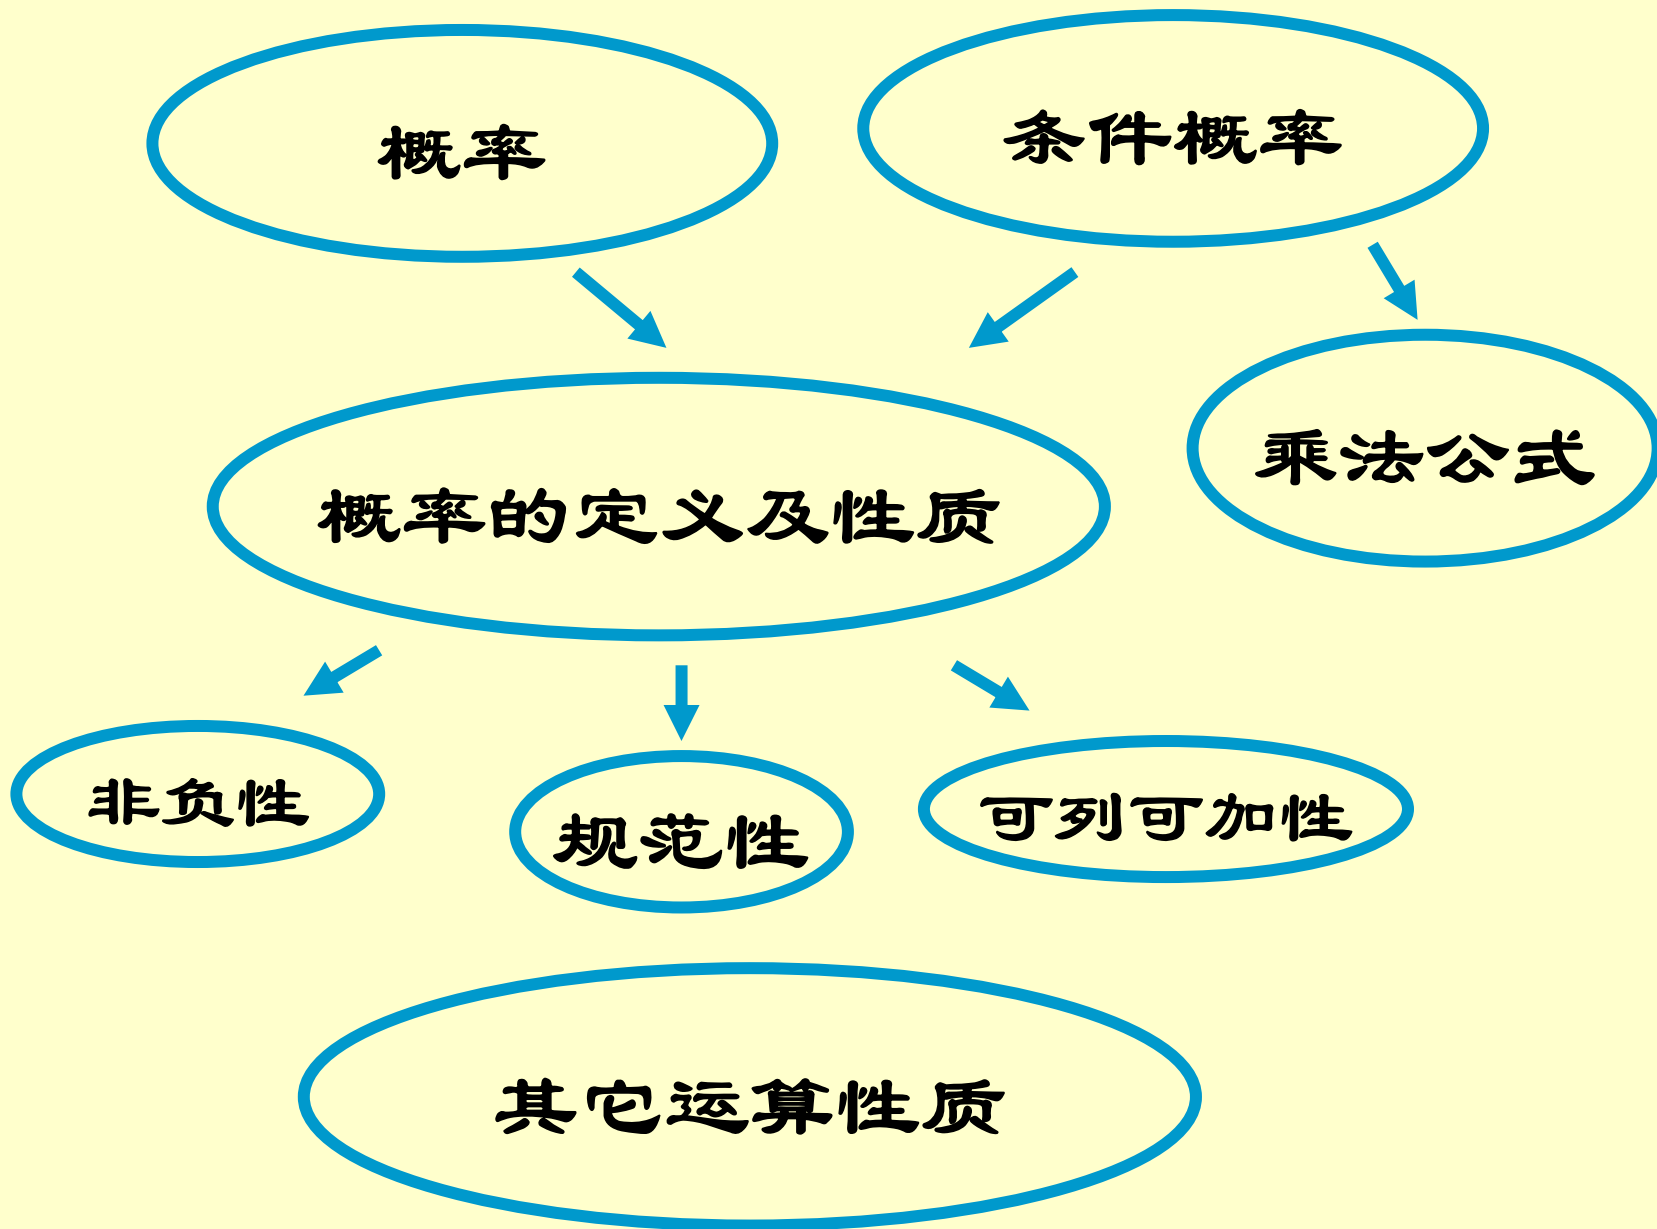 概率
条件概率
乘法公式
概率的定义及性质
非负性
规范性
可列可加性
其它运算性质